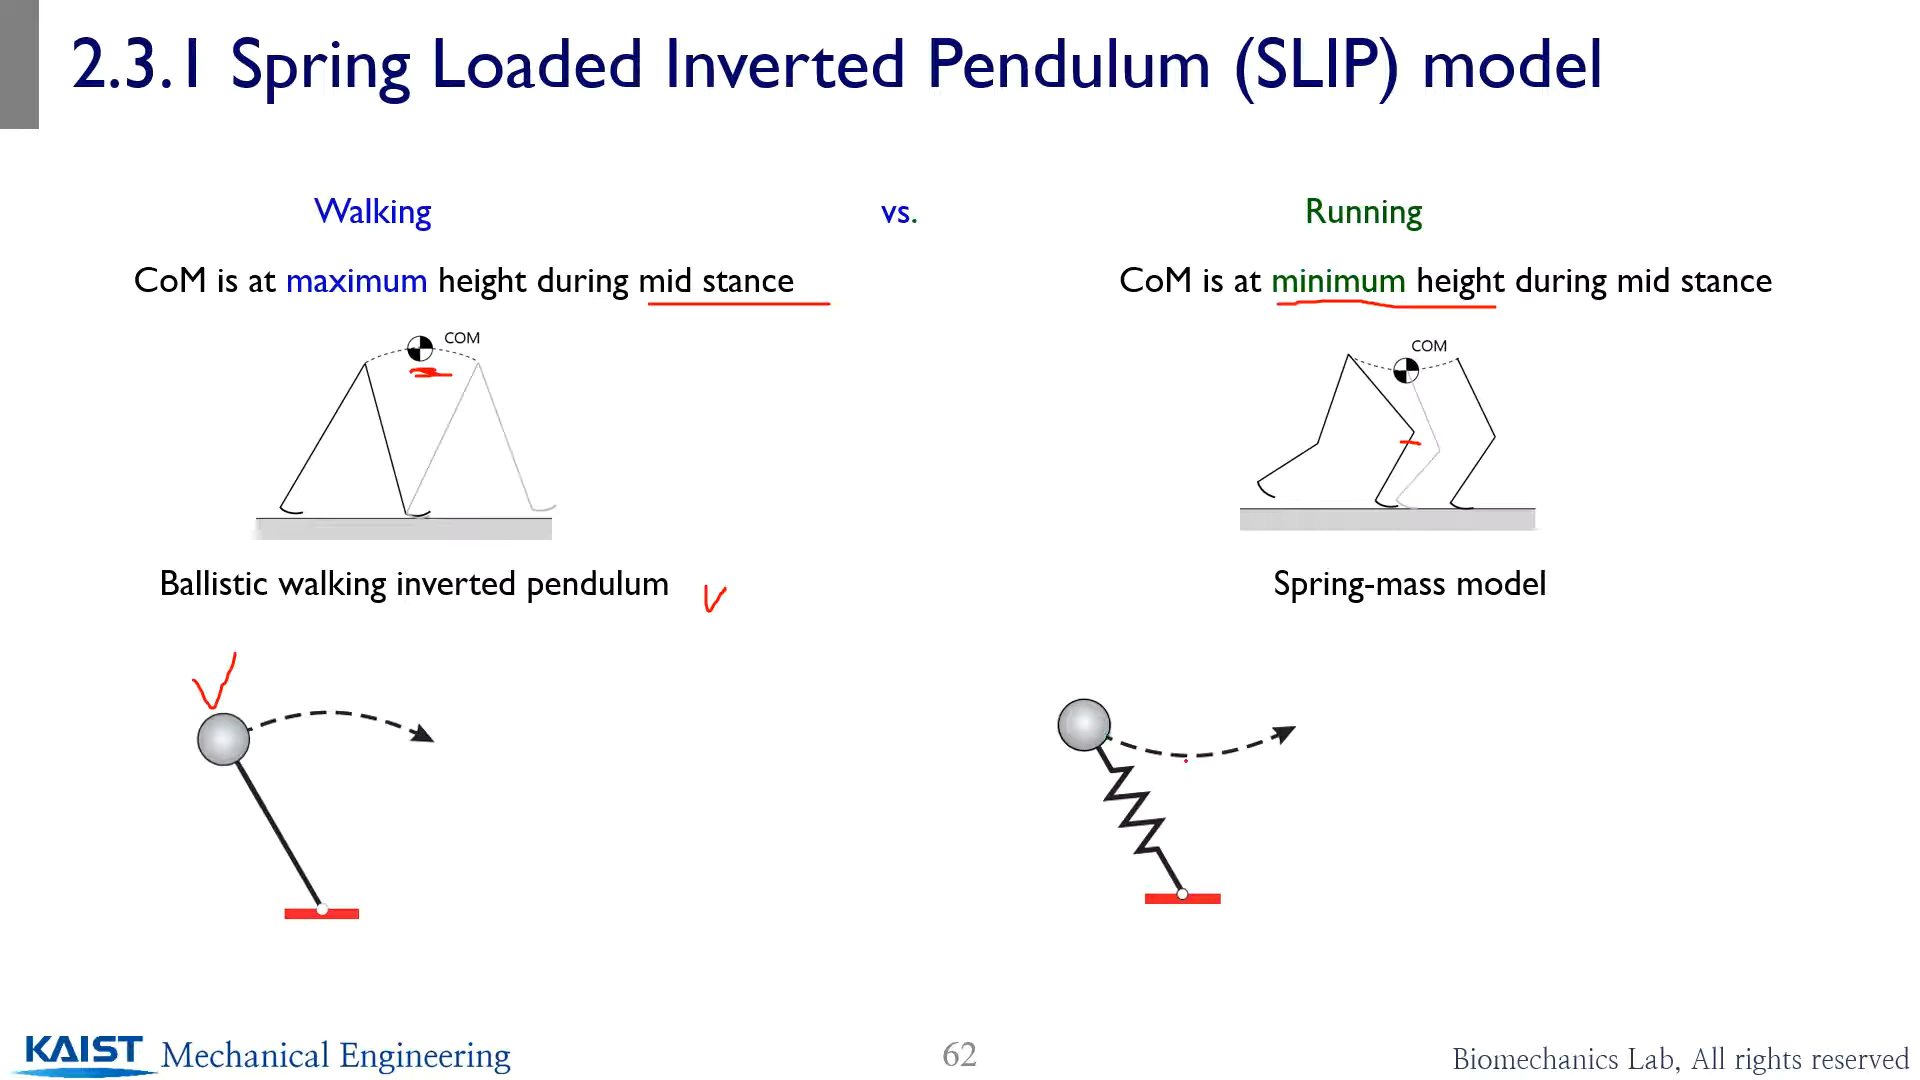 2.3.1 Spring Loaded Inverted Pendulum (SLIP) model
Walking vs. Running
CoM is at maximum height during mid stance
CoM is at minimum height during mid stance
COM
COM
Ballistic walking inverted pendulum
Spring-mass model
KAIST Mechanical Engineering
62
Biomechanics Lab, All rights reserved